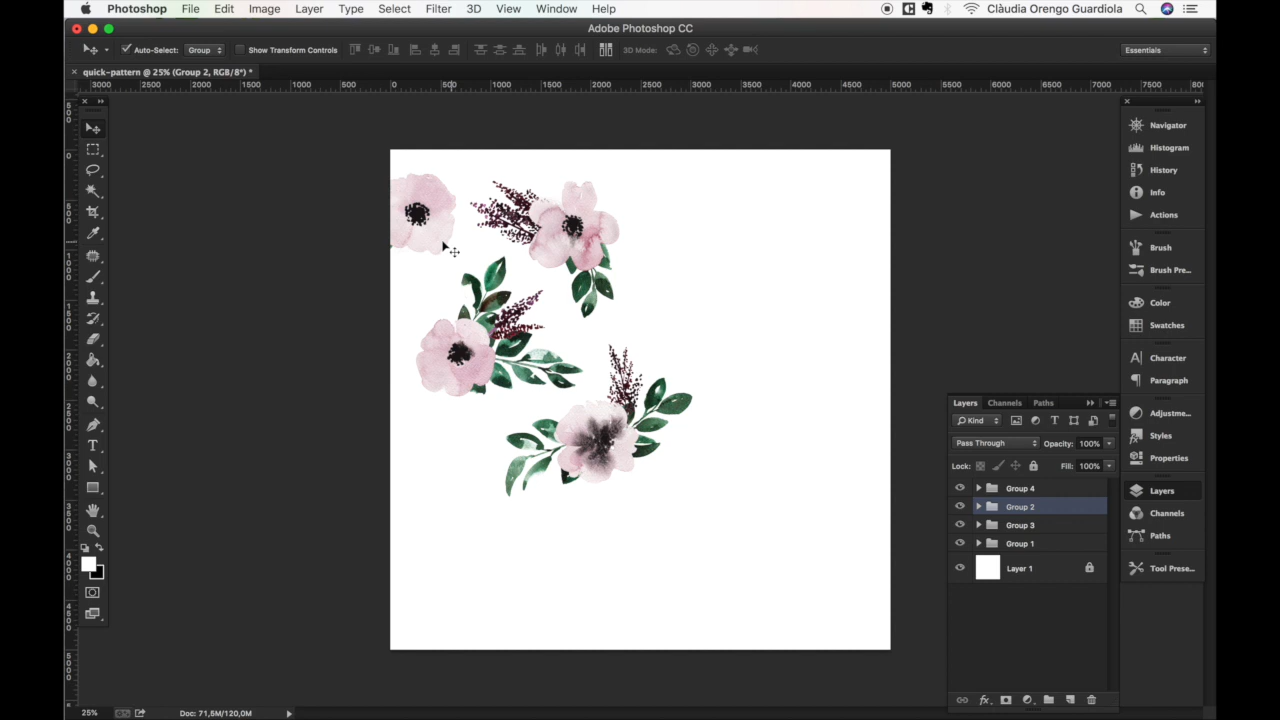 Photoshop File Edit Image Layer Type Select Filter 3D View Window Help Clàudia Orengo Guardiola
Adobe Photoshop CC
Auto-Select: Group Show Transform Controls 3D Mode: Essentials
× quick-pattern @ 25% (Group 2, RGB/8*) *
3000 2500 2000 1500 1000 500 0 500 1000 1500 2000 2500 3000 3500 4000 4500 5000 5500 6000 6500 7000 7500 800
Navigator
Histogram
History
Info
Actions
Brush
Brush Pre...
Color
Swatches
Character
Paragraph
Adjustme...
Styles
Properties
Layers
Channels
Paths
Tool Prese...
Layers Channels Paths
Kind
Pass Through Opacity: 100%
Lock: Fill: 100%
Group 4
Group 2
Group 3
Group 1
Layer 1
fx
25% Doc: 71,5M/120,0M